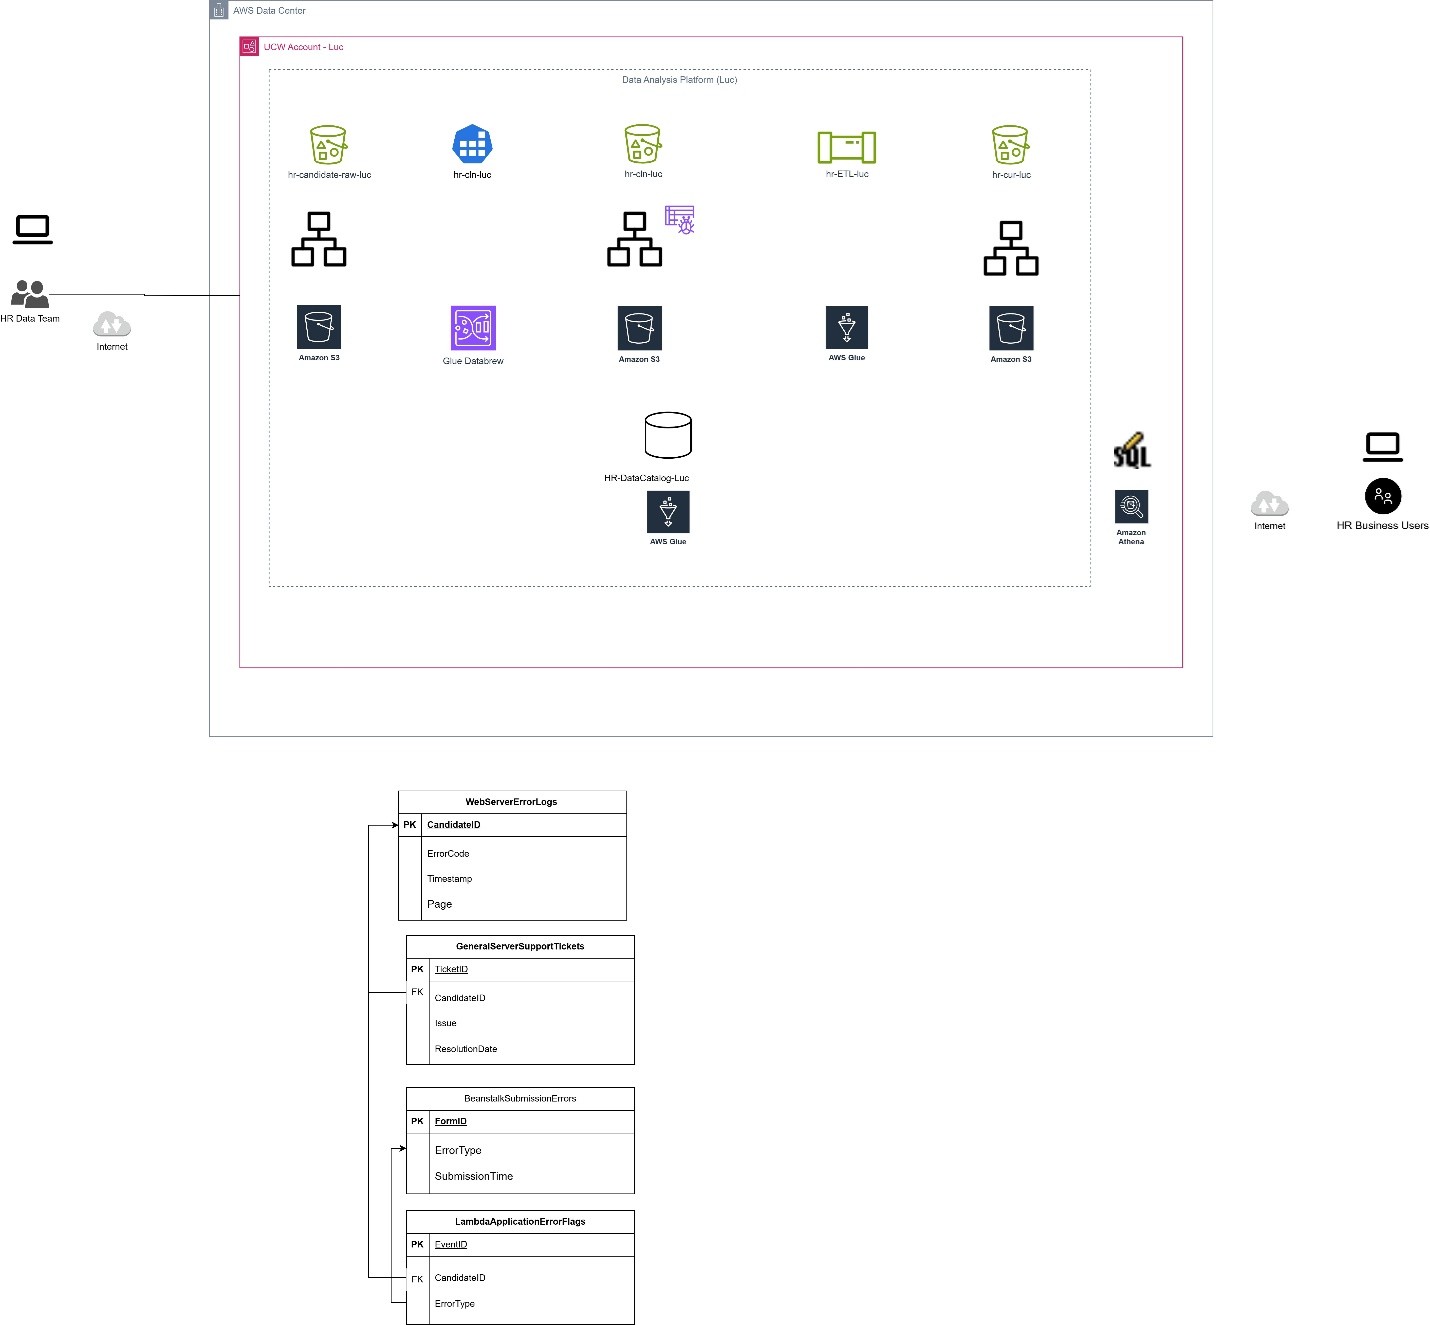 AWS Data Center
UCW Account - Luc
Data Analysis Platform (Luc)
hr-candidate-raw-luc
hr-cln-luc
hr-cln-luc
hr-ETL-luc
hr-cur-luc
HR Data Team
Internet
Amazon S3
Glue Databrew
Amazon S3
AWS Glue
Amazon S3
HR-DataCatalog-Luc
AWS Glue
SQL
Amazon
Athena
Internet
HR Business Users
WebServerErrorLogs
PK CandidateID
ErrorCode
Timestamp
Page
GeneralServerSupportTickets
PK TicketID
FK
CandidateID
Issue
ResolutionDate
BeanstalkSubmissionErrors
PK FormID
ErrorType
SubmissionTime
LambdaApplicationErrorFlags
PK EventID
FK CandidateID
ErrorType